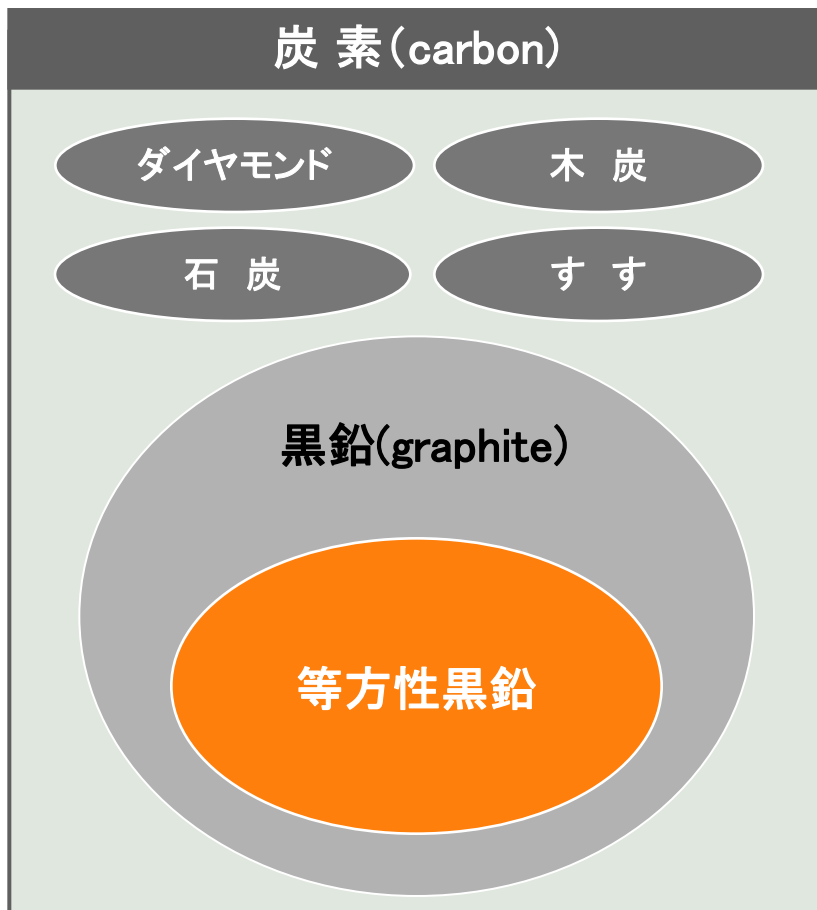 炭 素（carbon）
ダイヤモンド
木 炭
石 炭
す す
黒鉛(graphite)
等方性黒鉛